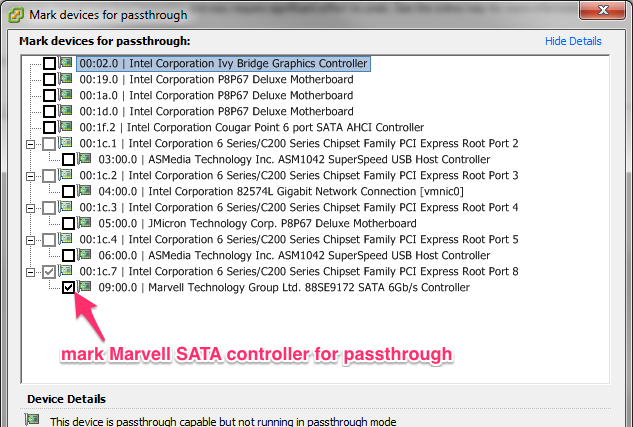 Mark devices for passthrough
Mark devices for passthrough:
Hide Details
00:02.0 | Intel Corporation Ivy Bridge Graphics Controller
00:19.0 | Intel Corporation P8P67 Deluxe Motherboard
00:1a.0 | Intel Corporation P8P67 Deluxe Motherboard
00:1d.0 | Intel Corporation P8P67 Deluxe Motherboard
00:1f.2 | Intel Corporation Cougar Point 6 port SATA AHCI Controller
00:1c.1 | Intel Corporation 6 Series/C200 Series Chipset Family PCI Express Root Port 2
03:00.0 | ASMedia Technology Inc. ASM1042 SuperSpeed USB Host Controller
00:1c.2 | Intel Corporation 6 Series/C200 Series Chipset Family PCI Express Root Port 3
04:00.0 | Intel Corporation 82574L Gigabit Network Connection [vmnic0]
00:1c.3 | Intel Corporation 6 Series/C200 Series Chipset Family PCI Express Root Port 4
05:00.0 | JMicron Technology Corp. P8P67 Deluxe Motherboard
00:1c.4 | Intel Corporation 6 Series/C200 Series Chipset Family PCI Express Root Port 5
06:00.0 | ASMedia Technology Inc. ASM1042 SuperSpeed USB Host Controller
00:1c.7 | Intel Corporation 6 Series/C200 Series Chipset Family PCI Express Root Port 8
09:00.0 | Marvell Technology Group Ltd. 88SE9172 SATA 6Gb/s Controller
mark Marvell SATA controller for passthrough
Device Details
This device is passthrough capable but not running in passthrough mode